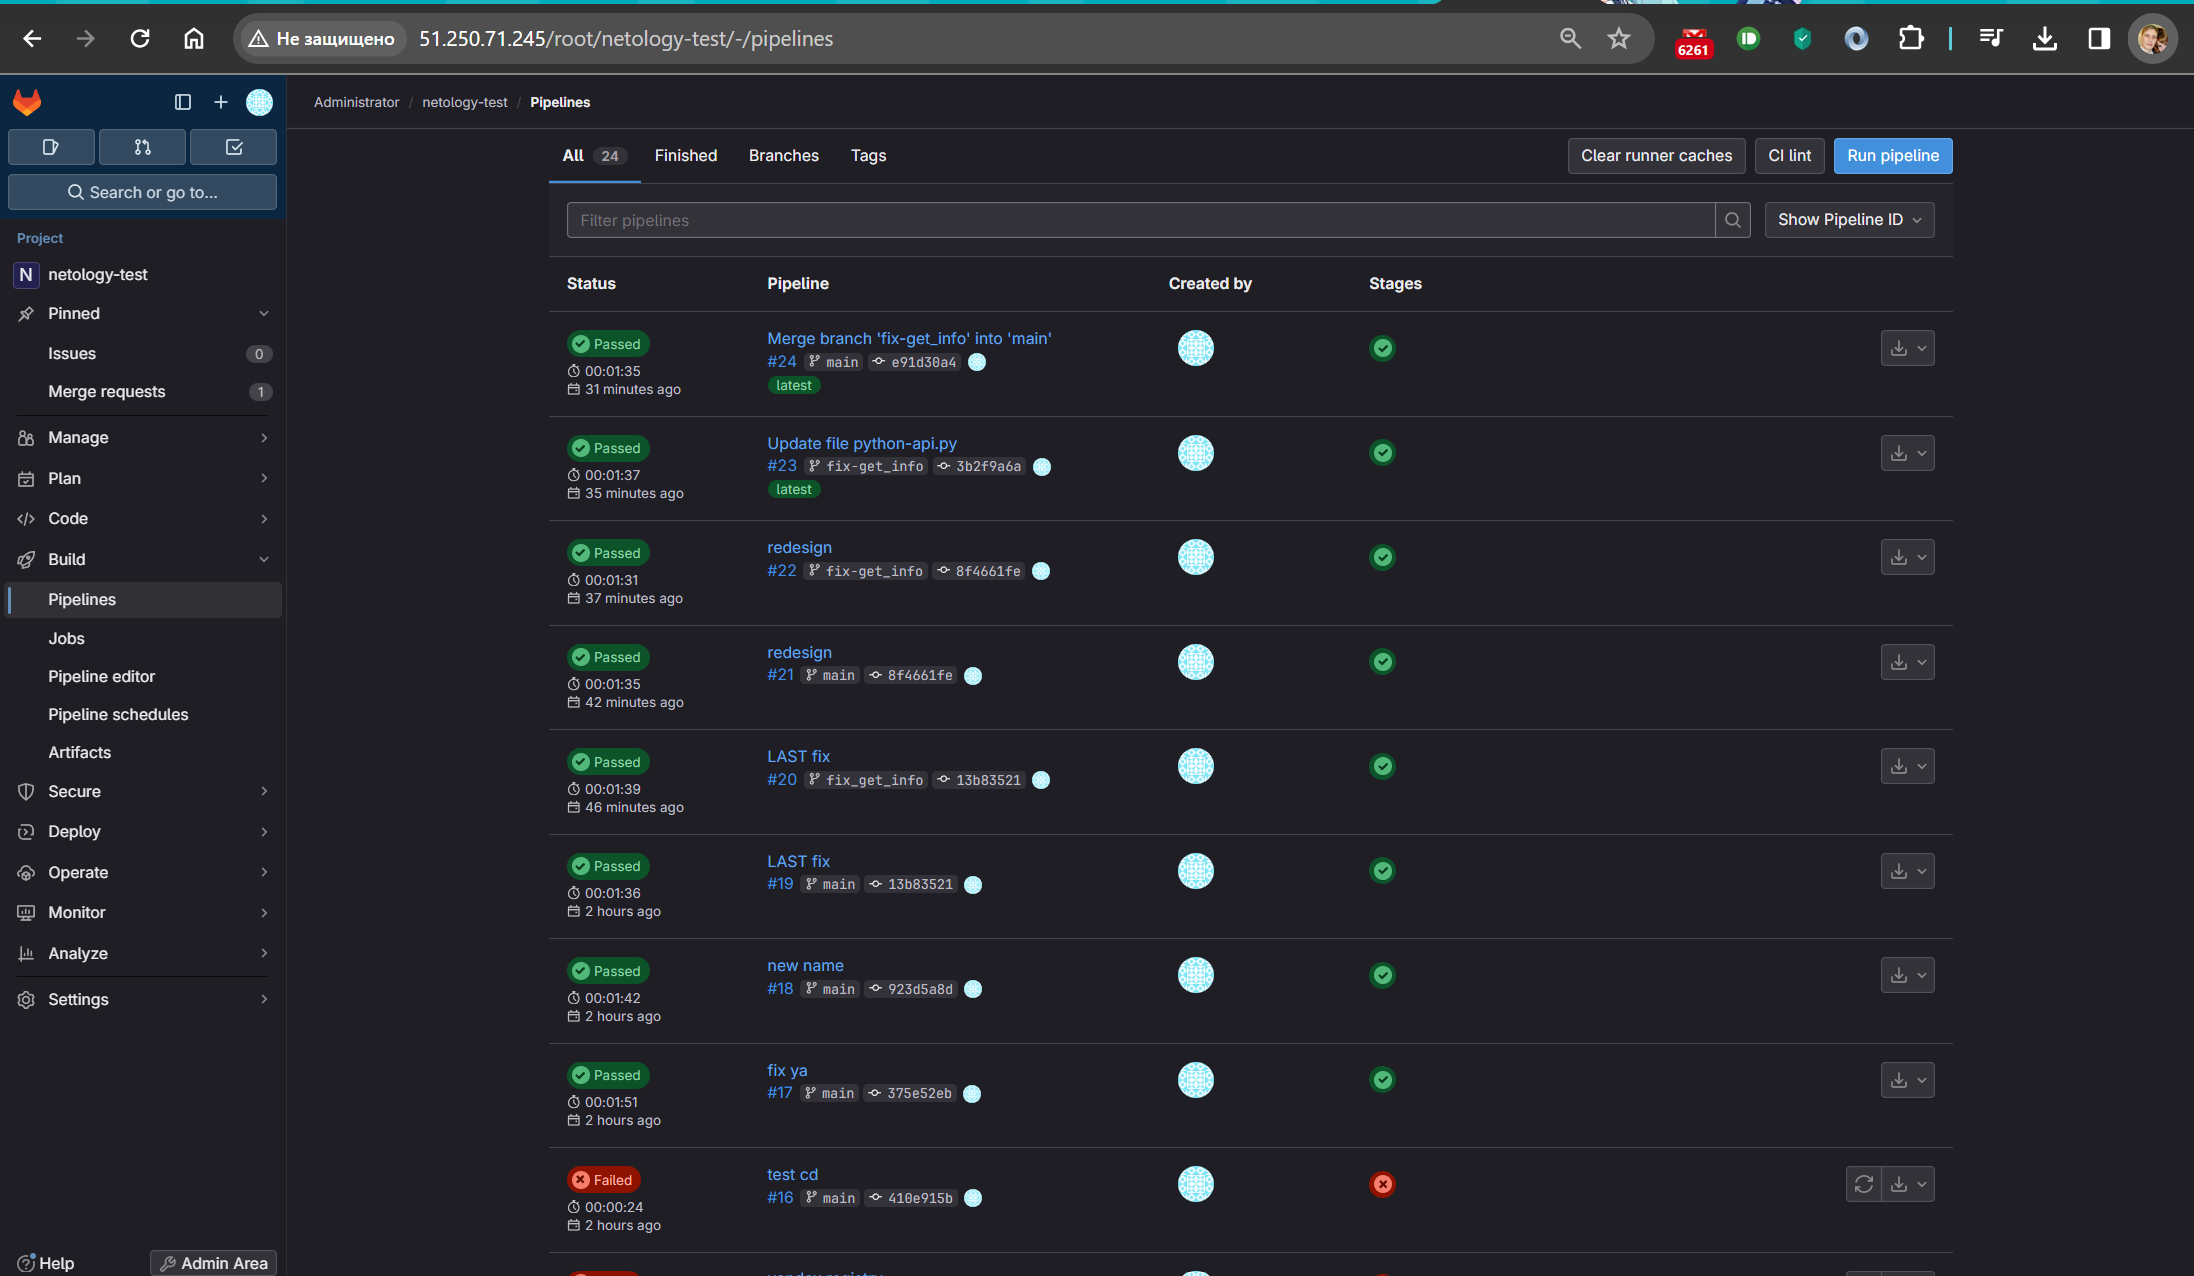 Не защищено 51.250.71.245/root/netology-test/-/pipelines
6261
Administrator / netology-test / Pipelines
Search or go to...
Project
N netology-test
Pinned
Issues 0
Merge requests 1
Manage
Plan
Code
Build
Pipelines
Jobs
Pipeline editor
Pipeline schedules
Artifacts
Secure
Deploy
Operate
Monitor
Analyze
Settings
Help
Admin Area
All 24 Finished Branches Tags
Clear runner caches CI lint Run pipeline
Filter pipelines Show Pipeline ID
Status Pipeline Created by Stages
Passed
00:01:35
31 minutes ago
Merge branch 'fix-get_info' into 'main'
#24 main e91d30a4
latest
Passed
00:01:37
35 minutes ago
Update file python-api.py
#23 fix-get_info 3b2f9a6a
latest
Passed
00:01:31
37 minutes ago
redesign
#22 fix-get_info 8f4661fe
Passed
00:01:35
42 minutes ago
redesign
#21 main 8f4661fe
Passed
00:01:39
46 minutes ago
LAST fix
#20 fix_get_info 13b83521
Passed
00:01:36
2 hours ago
LAST fix
#19 main 13b83521
Passed
00:01:42
2 hours ago
new name
#18 main 923d5a8d
Passed
00:01:51
2 hours ago
fix ya
#17 main 375e52eb
Failed
00:00:24
2 hours ago
test cd
#16 main 410e915b